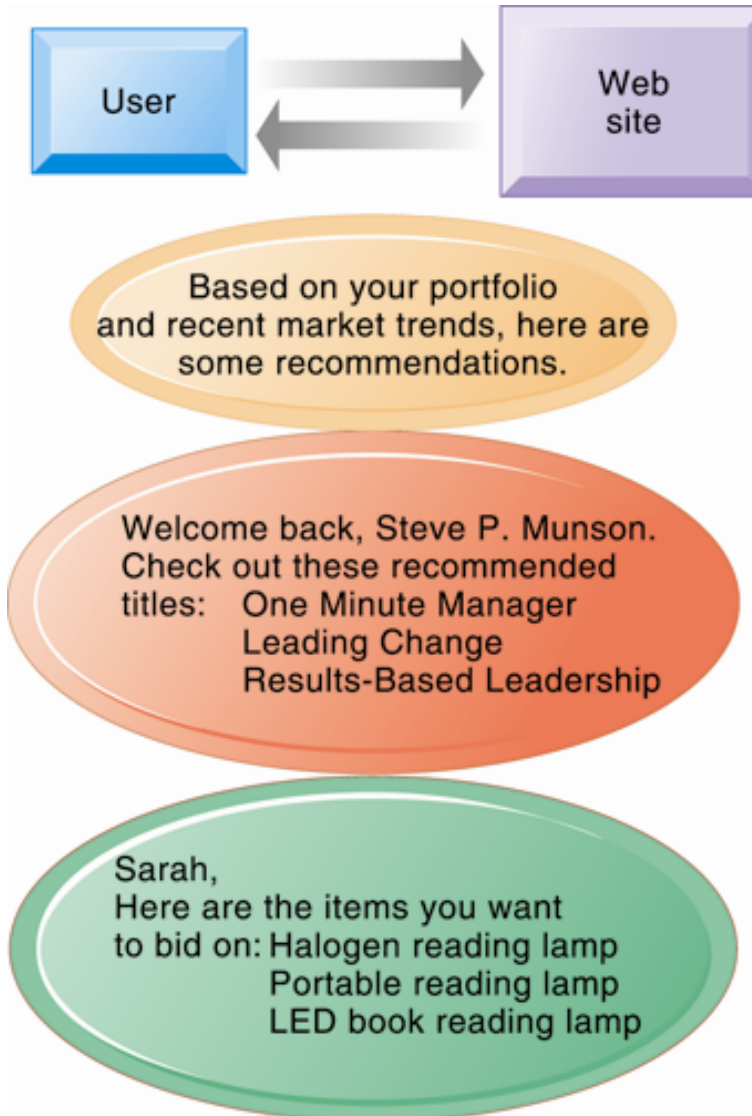 User
Web
site
Based on your portfolio
and recent market trends, here are
some recommendations.
Welcome back, Steve P. Munson.
Check out these recommended
titles: One Minute Manager
Leading Change
Results-Based Leadership
Sarah,
Here are the items you want
to bid on: Halogen reading lamp
Portable reading lamp
LED book reading lamp